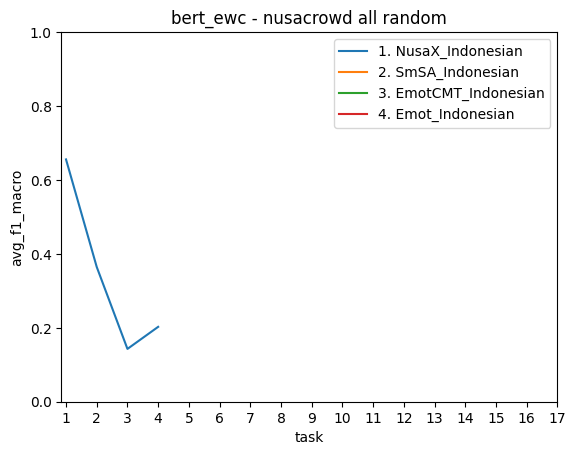 bert_ewc - nusacrowd all random
1. NusaX_Indonesian
2. SmSA_Indonesian
3. EmotCMT_Indonesian
4. Emot_Indonesian
avg_f1_macro
1.0
0.8
0.6
0.4
0.2
0.0
1 2 3 4 5 6 7 8 9 10 11 12 13 14 15 16 17
task